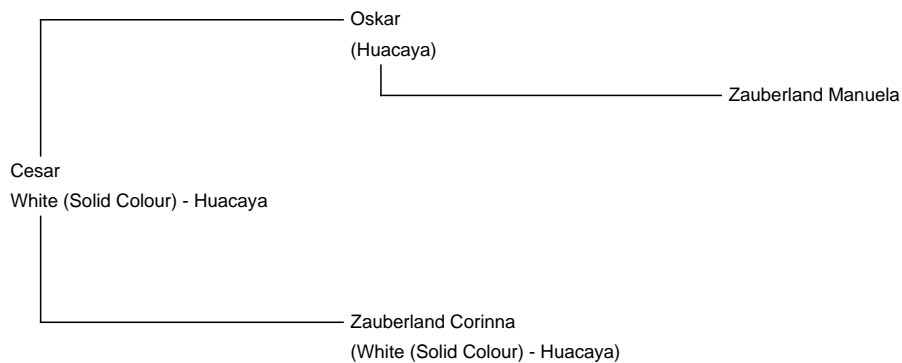 Oskar
(Huacaya)
Zauberland Manuela
Cesar
White (Solid Colour) - Huacaya
Zauberland Corinna
(White (Solid Colour) - Huacaya)